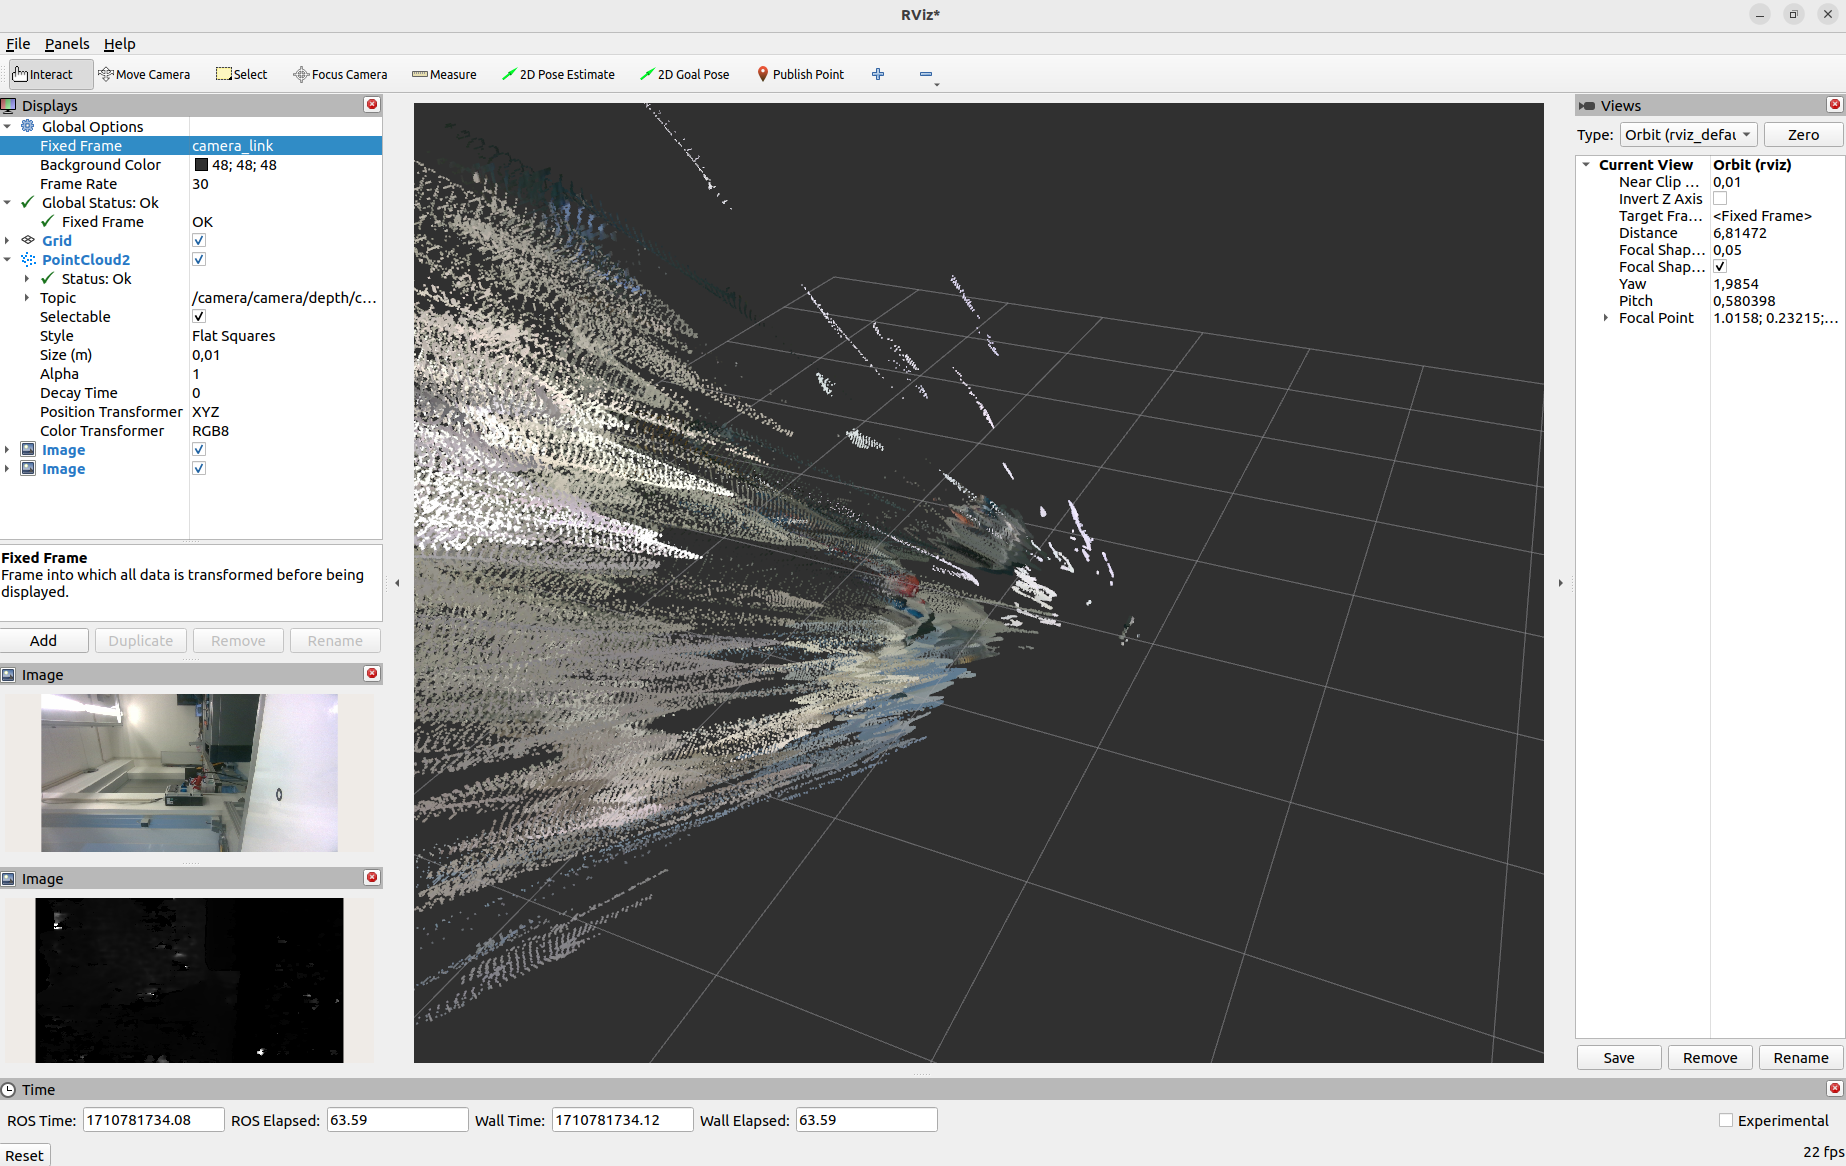 RViz*
File Panels Help
Interact Move Camera Select Focus Camera Measure 2D Pose Estimate 2D Goal Pose Publish Point
Displays
Global Options
Fixed Frame camera_link
Background Color 48; 48; 48
Frame Rate 30
Global Status: Ok
Fixed Frame OK
Grid
PointCloud2
Status: Ok
Topic /camera/camera/depth/c...
Selectable
Style Flat Squares
Size (m) 0,01
Alpha 1
Decay Time 0
Position Transformer XYZ
Color Transformer RGB8
Image
Image
Fixed Frame
Frame into which all data is transformed before being
displayed.
Add Duplicate Remove Rename
Image
Image
Views
Type: Orbit (rviz_defau Zero
Current View Orbit (rviz)
Near Clip ... 0,01
Invert Z Axis
Target Fra... <Fixed Frame>
Distance 6,81472
Focal Shap... 0,05
Focal Shap...
Yaw 1,9854
Pitch 0,580398
Focal Point 1.0158; 0.23215;...
Save Remove Rename
Time
ROS Time: 1710781734.08 ROS Elapsed: 63.59 Wall Time: 1710781734.12 Wall Elapsed: 63.59 Experimental
Reset 22 fps